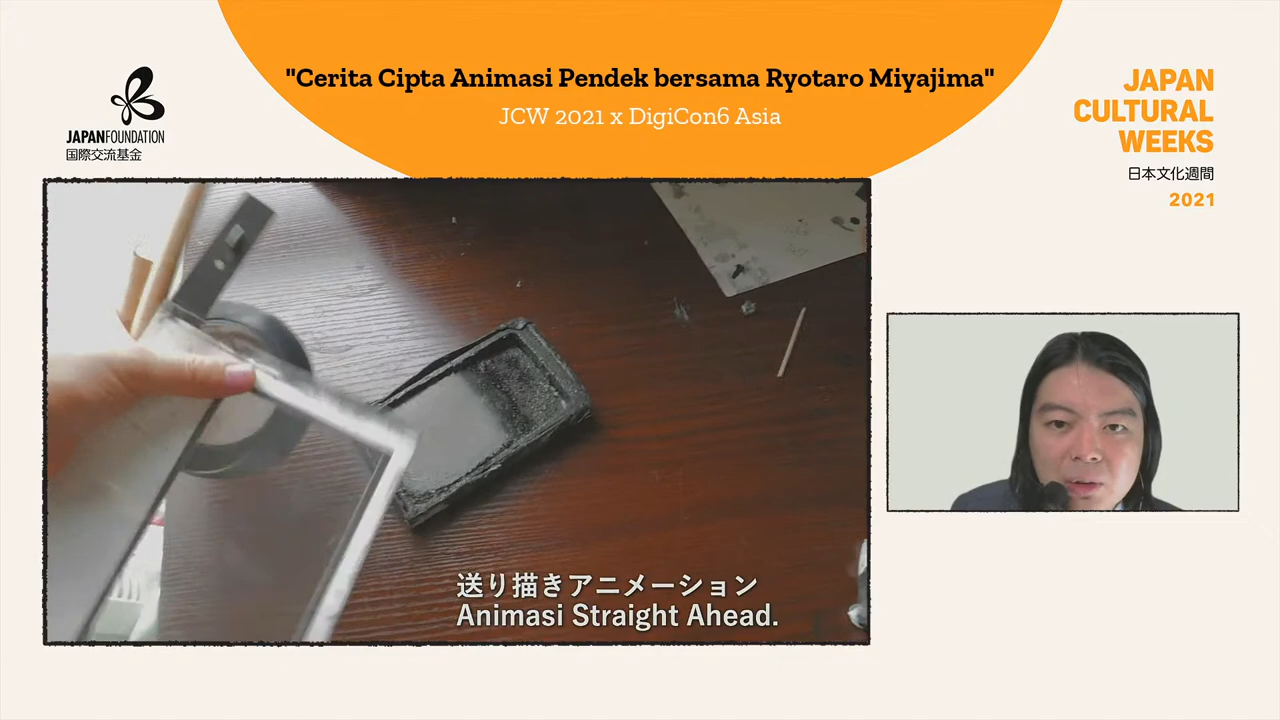 "Cerita Cipta Animasi Pendek bersama Ryotaro Miyajima"
JCW 2021 x DigiCon6 Asia
JAPANFOUNDATION
国際交流基金
JAPAN
CULTURAL
WEEKS
日本文化週間
2021
送り描きアニメーション
Animasi Straight Ahead.